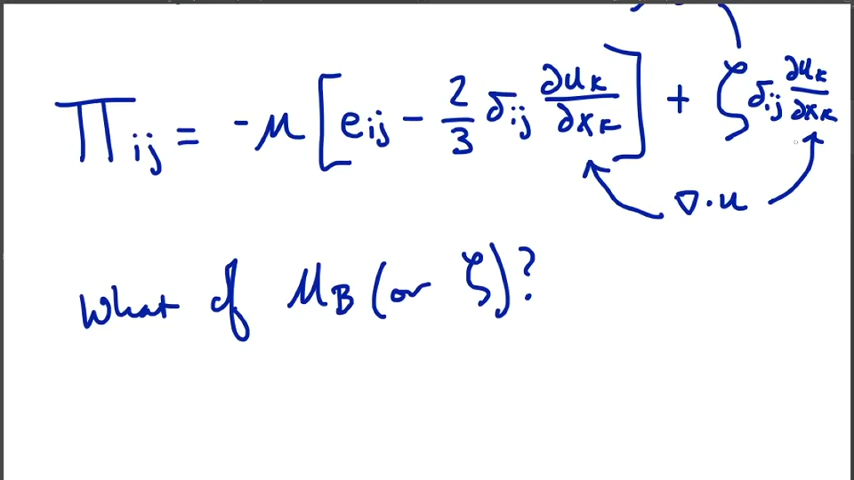 Π_ij = -μ [ e_ij - 2/3 δ_ij ∂u_k/∂x_k ] + ζ δ_ij ∂u_k/∂x_k
∇·u
What of μ_B (or ζ)?